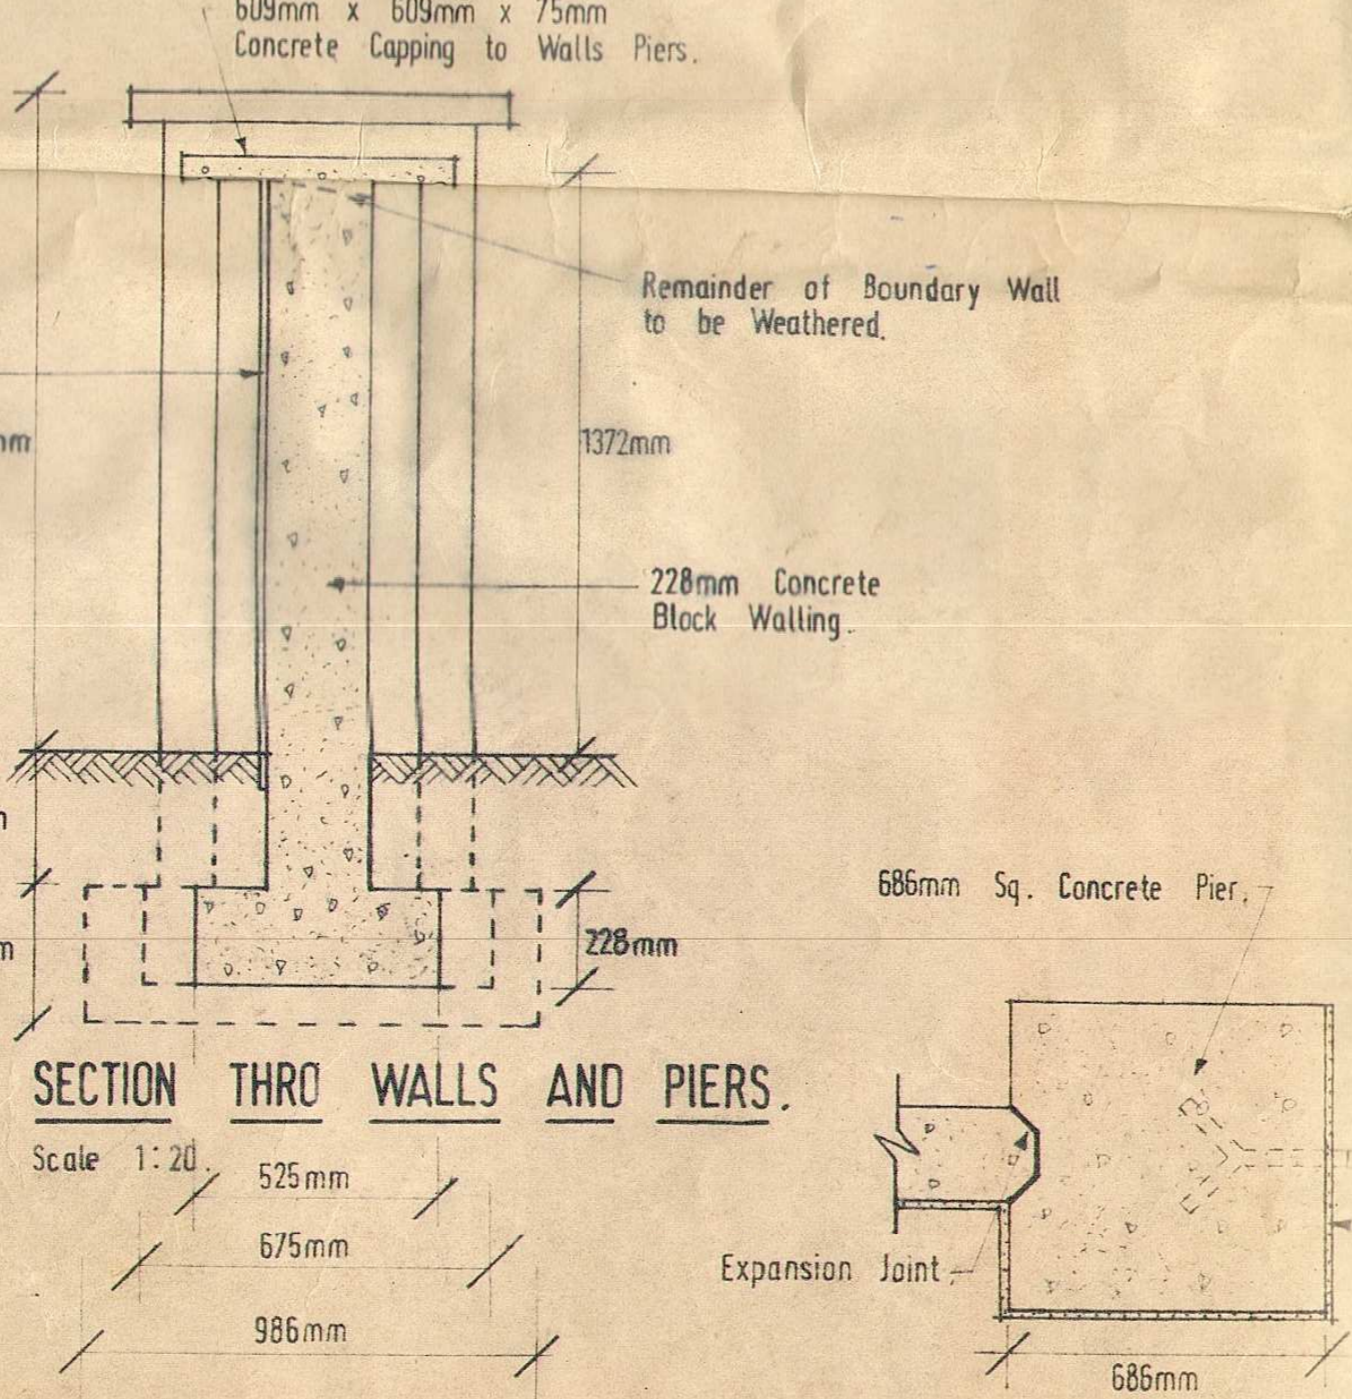 609mm x 609mm x 75mm
Concrete Capping to Walls Piers.
Remainder of Boundary Wall
to be Weathered.
mm
1372mm
228mm Concrete
Block Walling.
m
686mm Sq. Concrete Pier.
m
228mm
SECTION THRO WALLS AND PIERS.
Scale 1:20.
525mm
675mm
Expansion Joint
986mm
686mm